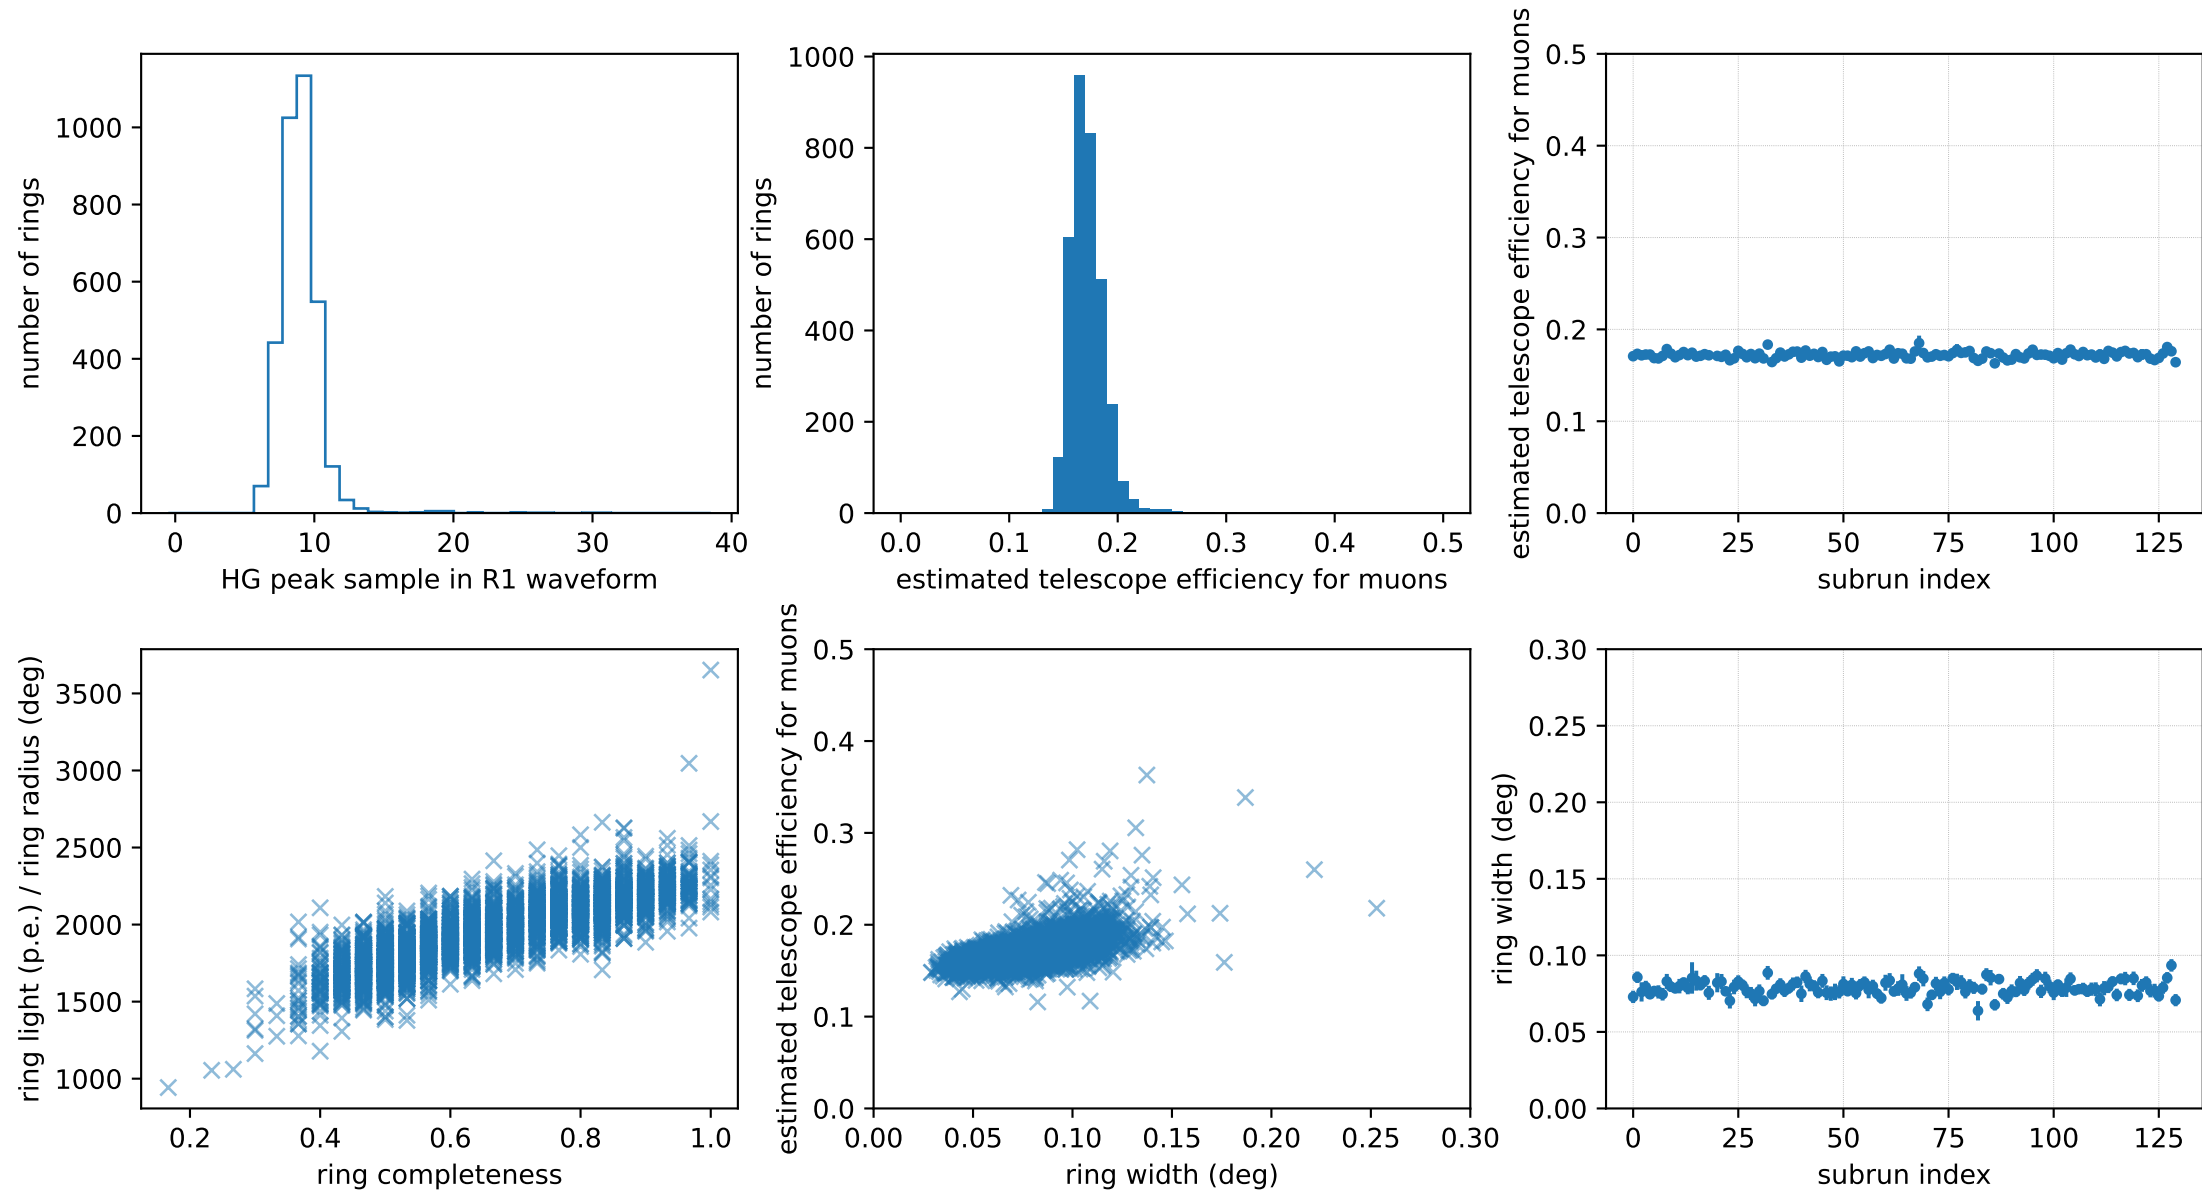 number of rings
1000
800
600
400
200
0
0 10 20 30 40
HG peak sample in R1 waveform
number of rings
1000
800
600
400
200
0
0.0 0.1 0.2 0.3 0.4 0.5
estimated telescope efficiency for muons
estimated telescope efficiency for muons
0.5
0.4
0.3
0.2
0.1
0.0
0 25 50 75 100 125
subrun index
ring light (p.e.) / ring radius (deg)
3500
3000
2500
2000
1500
1000
0.2 0.4 0.6 0.8 1.0
ring completeness
estimated telescope efficiency for muons
0.5
0.4
0.3
0.2
0.1
0.0
0.00 0.05 0.10 0.15 0.20 0.25 0.30
ring width (deg)
ring width (deg)
0.30
0.25
0.20
0.15
0.10
0.05
0.00
0 25 50 75 100 125
subrun index